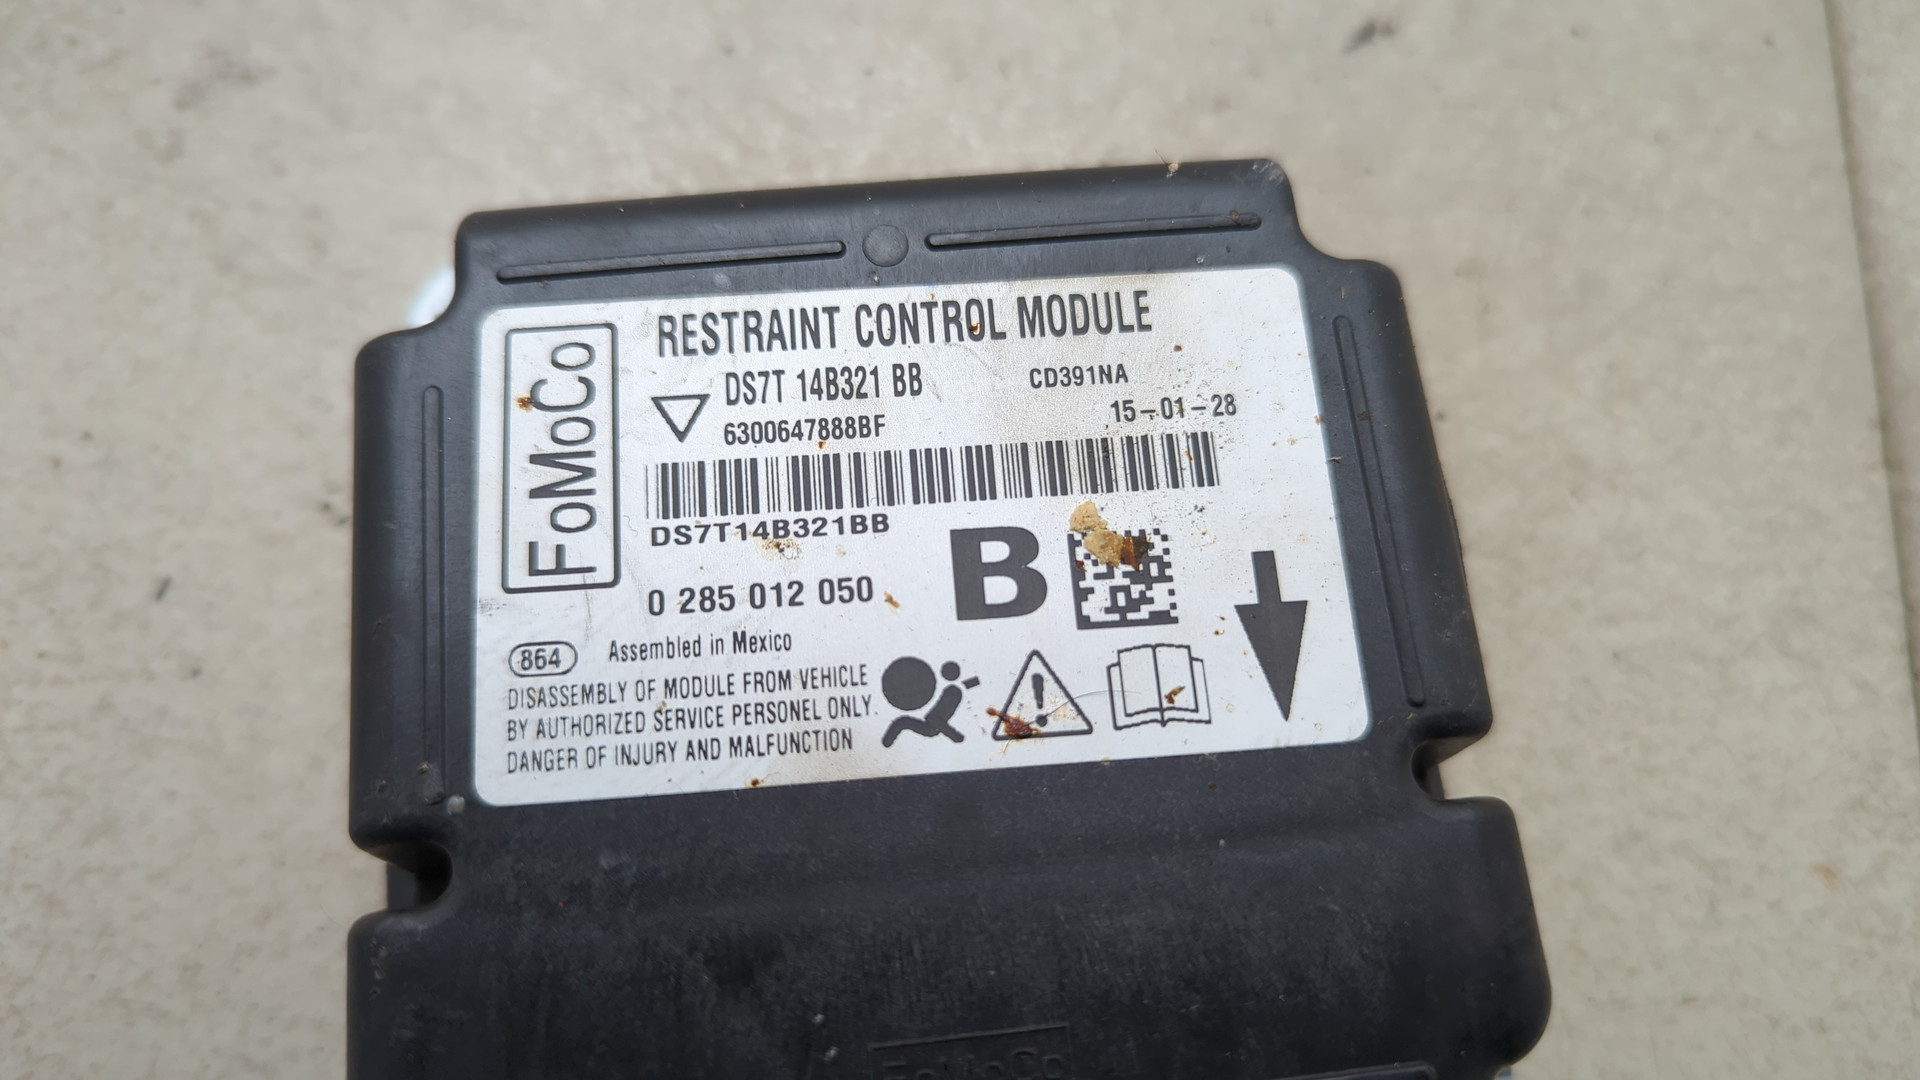 FoMoCo
RESTRAINT CONTROL MODULE
DS7T 14B321 BB
CD391NA
6300647888BF
15-01-28
DS7T14B321BB
B
0 285 012 050
864
Assembled in Mexico
DISASSEMBLY OF MODULE FROM VEHICLE
BY AUTHORIZED SERVICE PERSONEL ONLY.
DANGER OF INJURY AND MALFUNCTION
FoMoCo